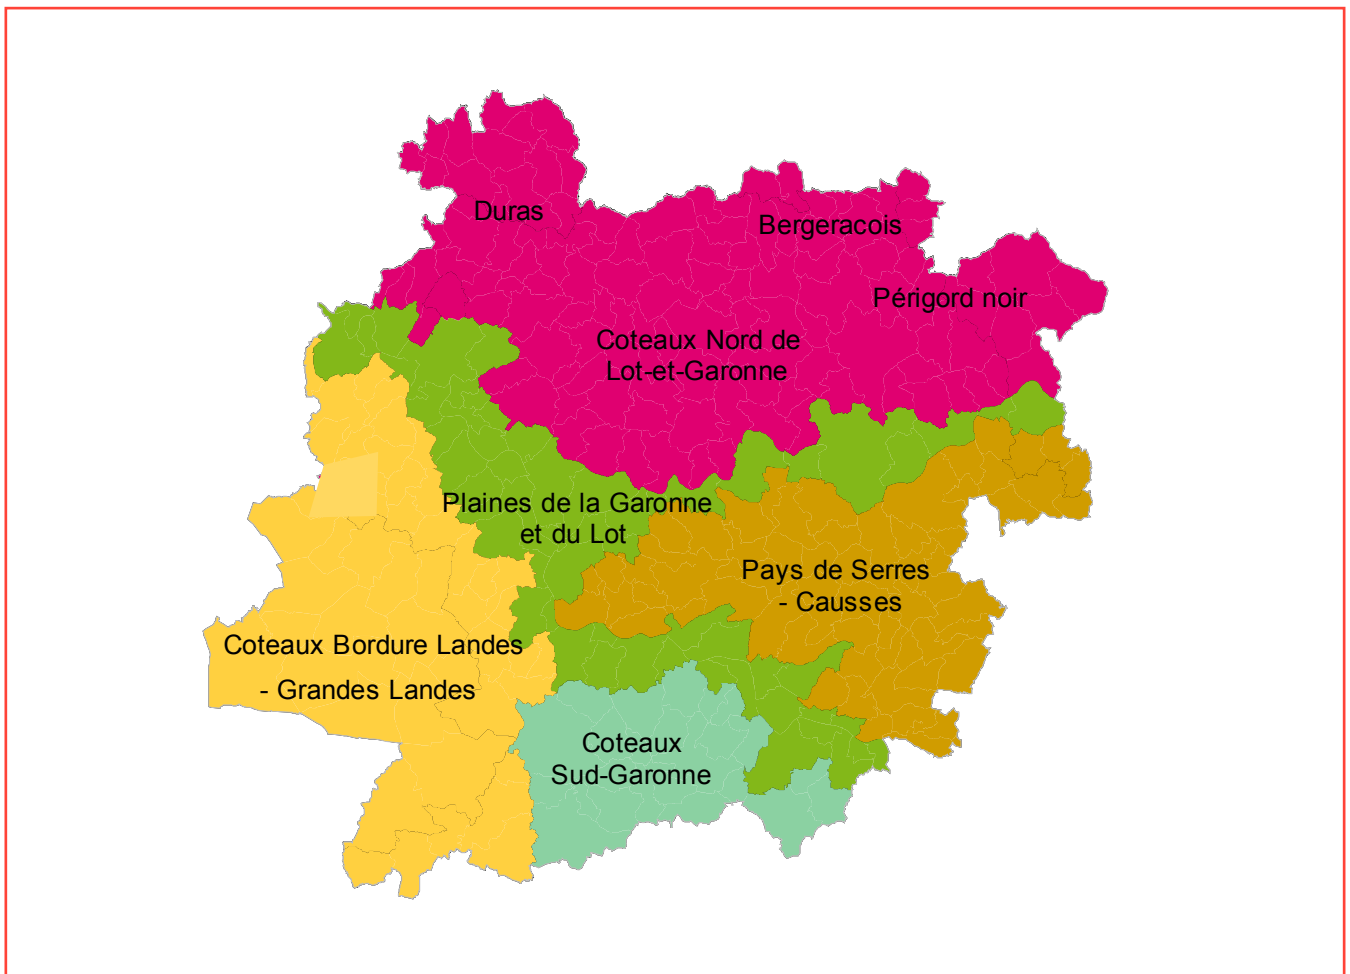 Duras
Bergeracois
Périgord noir
Coteaux Nord de
Lot-et-Garonne
Plaines de la Garonne
et du Lot
Pays de Serres
- Causses
Coteaux Bordure Landes
- Grandes Landes
Coteaux
Sud-Garonne